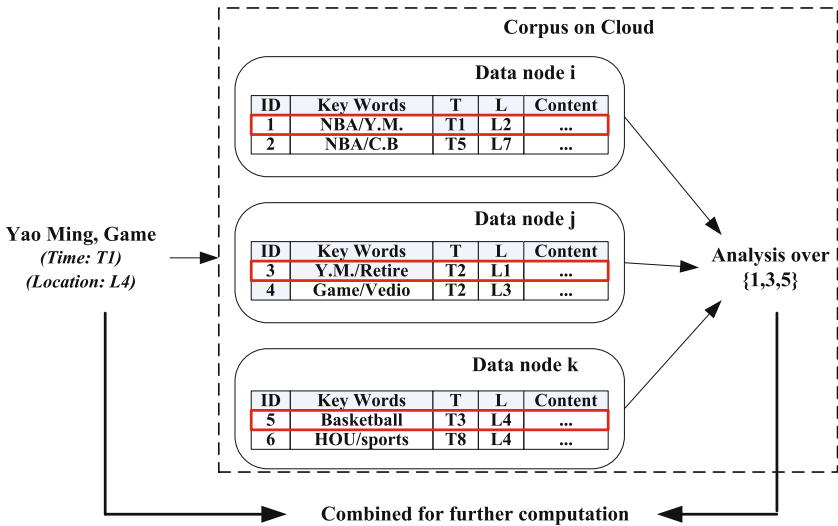 Corpus on Cloud
Data node i
ID Key Words T L Content
1 NBA/Y.M. T1 L2 ...
2 NBA/C.B T5 L7 ...
Data node j
ID Key Words T L Content
3 Y.M./Retire T2 L1 ...
4 Game/Vedio T2 L3 ...
Data node k
ID Key Words T L Content
5 Basketball T3 L4 ...
6 HOU/sports T8 L4 ...
Yao Ming, Game
(Time: T1)
(Location: L4)
Analysis over
{1,3,5}
Combined for further computation